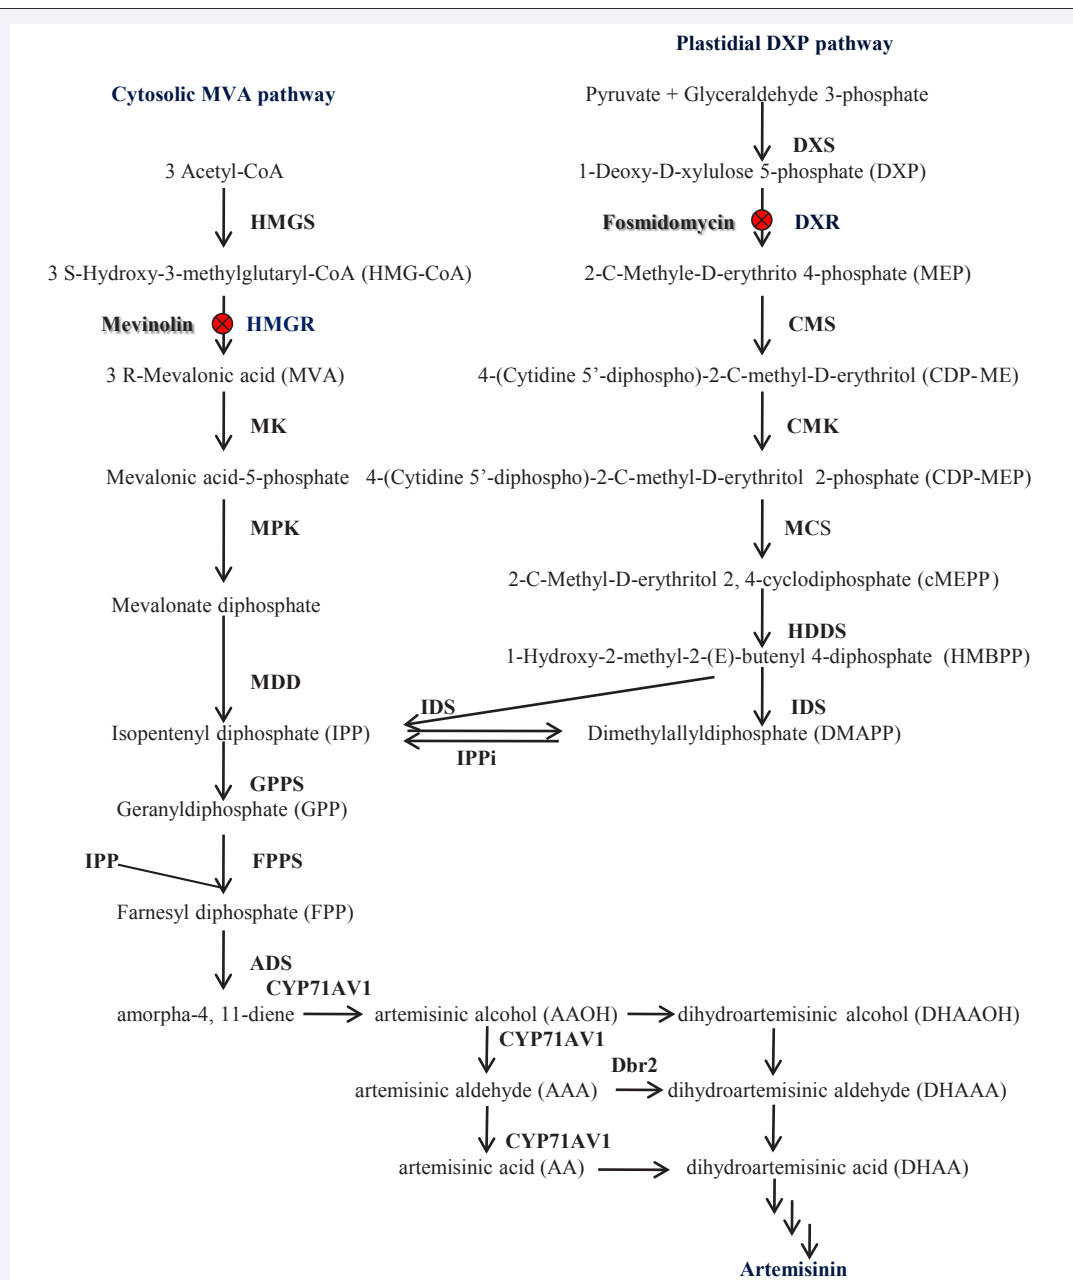 Plastidial DXP pathway
Cytosolic MVA pathway
Pyruvate + Glyceraldehyde 3-phosphate
DXS
3 Acetyl-CoA
1-Deoxy-D-xylulose 5-phosphate (DXP)
HMGS
Fosmidomycin
DXR
3 S-Hydroxy-3-methylglutaryl-CoA (HMG-CoA)
2-C-Methyle-D-erythrito 4-phosphate (MEP)
Mevinolin
HMGR
CMS
3 R-Mevalonic acid (MVA)
4-(Cytidine 5’-diphospho)-2-C-methyl-D-erythritol (CDP-ME)
MK
CMK
Mevalonic acid-5-phosphate
4-(Cytidine 5’-diphospho)-2-C-methyl-D-erythritol 2-phosphate (CDP-MEP)
MPK
MCS
2-C-Methyl-D-erythritol 2, 4-cyclodiphosphate (cMEPP)
Mevalonate diphosphate
HDDS
1-Hydroxy-2-methyl-2-(E)-butenyl 4-diphosphate (HMBPP)
MDD
IDS
IDS
Isopentenyl diphosphate (IPP)
Dimethylallyldiphosphate (DMAPP)
IPPi
GPPS
Geranyldiphosphate (GPP)
IPP
FPPS
Farnesyl diphosphate (FPP)
ADS
CYP71AV1
amorpha-4, 11-diene
artemisinic alcohol (AAOH)
dihydroartemisinic alcohol (DHAAOH)
CYP71AV1
Dbr2
artemisinic aldehyde (AAA)
dihydroartemisinic aldehyde (DHAAA)
CYP71AV1
artemisinic acid (AA)
dihydroartemisinic acid (DHAA)
Artemisinin